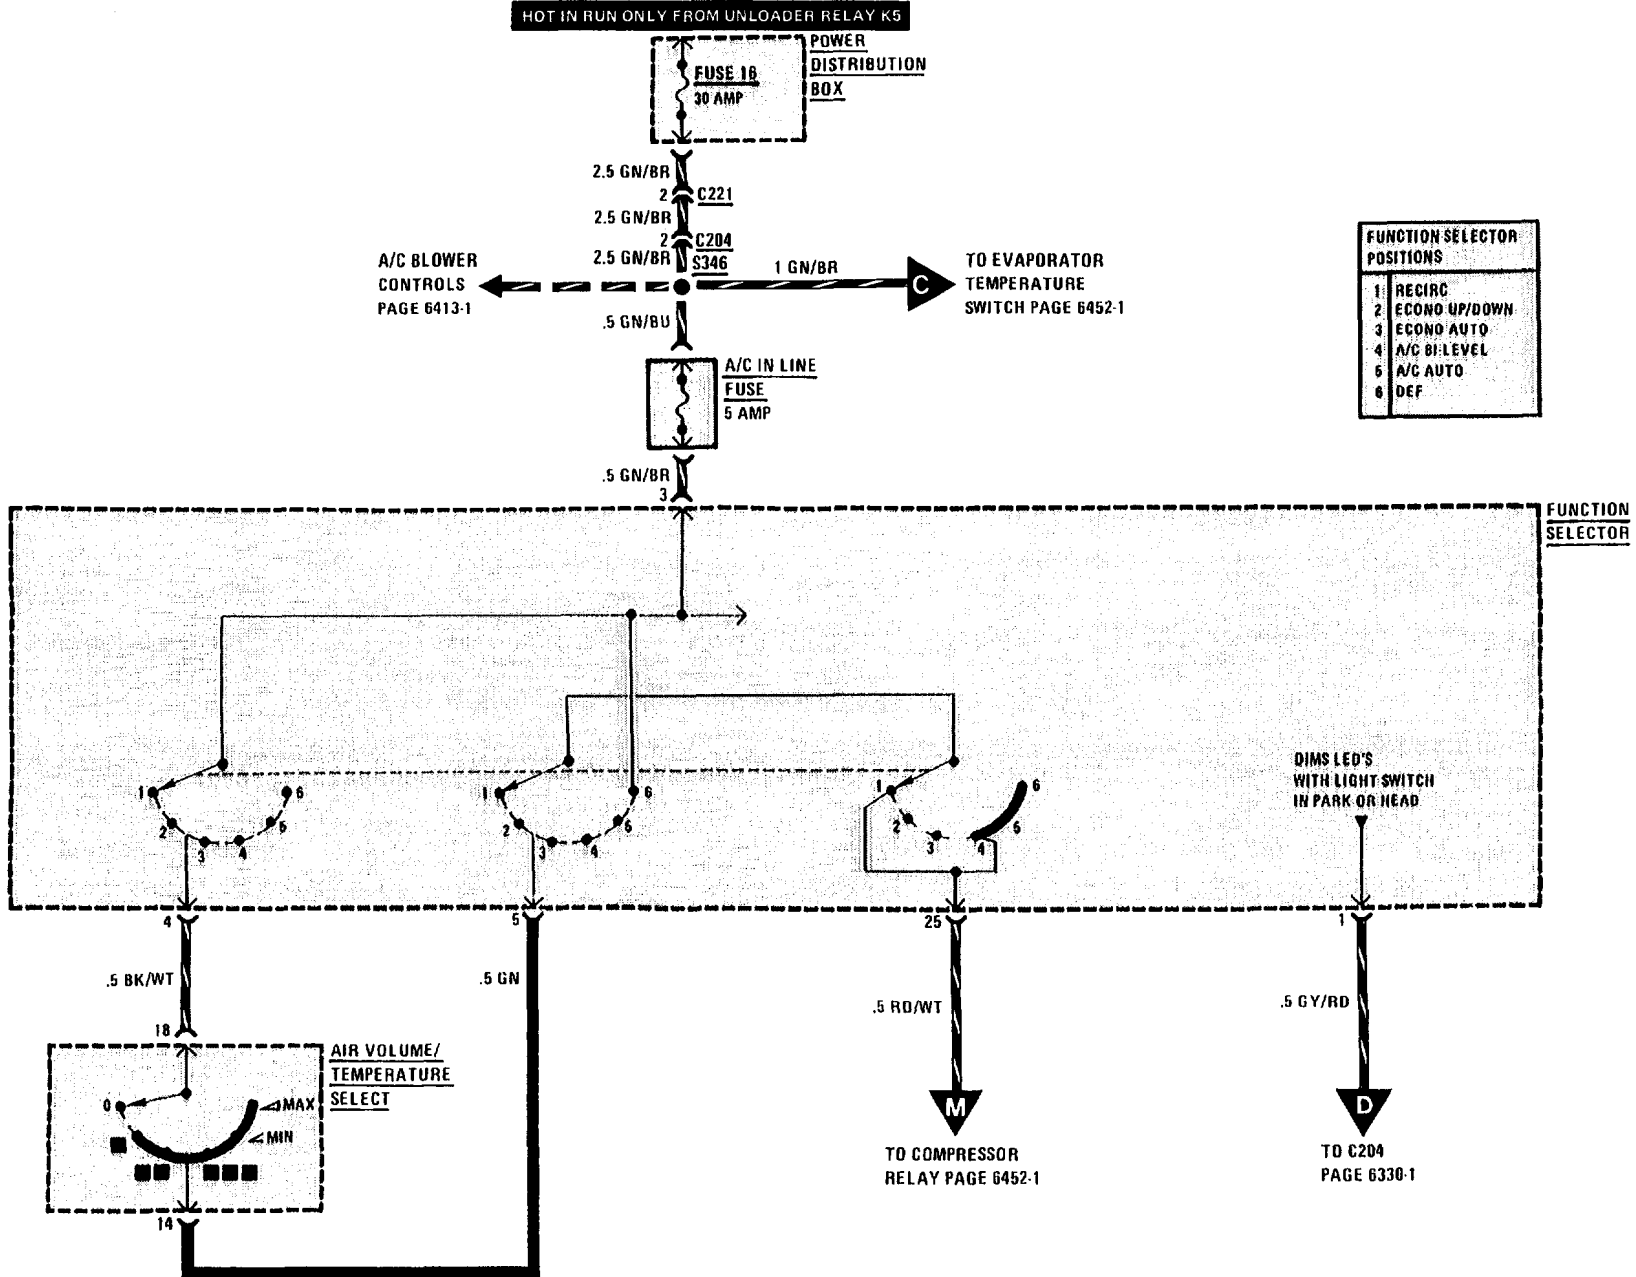 HOT IN RUN ONLY FROM UNLOADER RELAY K5
POWER
DISTRIBUTION
BOX
FUSE 16
30 AMP
2.5 GN/BR
2 C221
2.5 GN/BR
2 C204
2.5 GN/BR S346
A/C BLOWER
CONTROLS
PAGE 6413-1
1 GN/BR
C
TO EVAPORATOR
TEMPERATURE
SWITCH PAGE 6452-1
.5 GN/BU
A/C IN LINE
FUSE
5 AMP
.5 GN/BR
3
FUNCTION SELECTOR
POSITIONS
1 RECIRC
2 ECONO UP/DOWN
3 ECONO AUTO
4 A/C BI-LEVEL
5 A/C AUTO
6 DEF
FUNCTION
SELECTOR
1
2
3
4
5
6
1
2
3
4
6
6
1
2
3
4
5
6
DIMS LED'S
WITH LIGHT SWITCH
IN PARK OR HEAD
4
5
25
1
.5 BK/WT
.5 GN
.5 RD/WT
.5 GY/RD
18
AIR VOLUME/
TEMPERATURE
SELECT
0
MAX
MIN
14
M
TO COMPRESSOR
RELAY PAGE 6452-1
D
TO C204
PAGE 6330-1